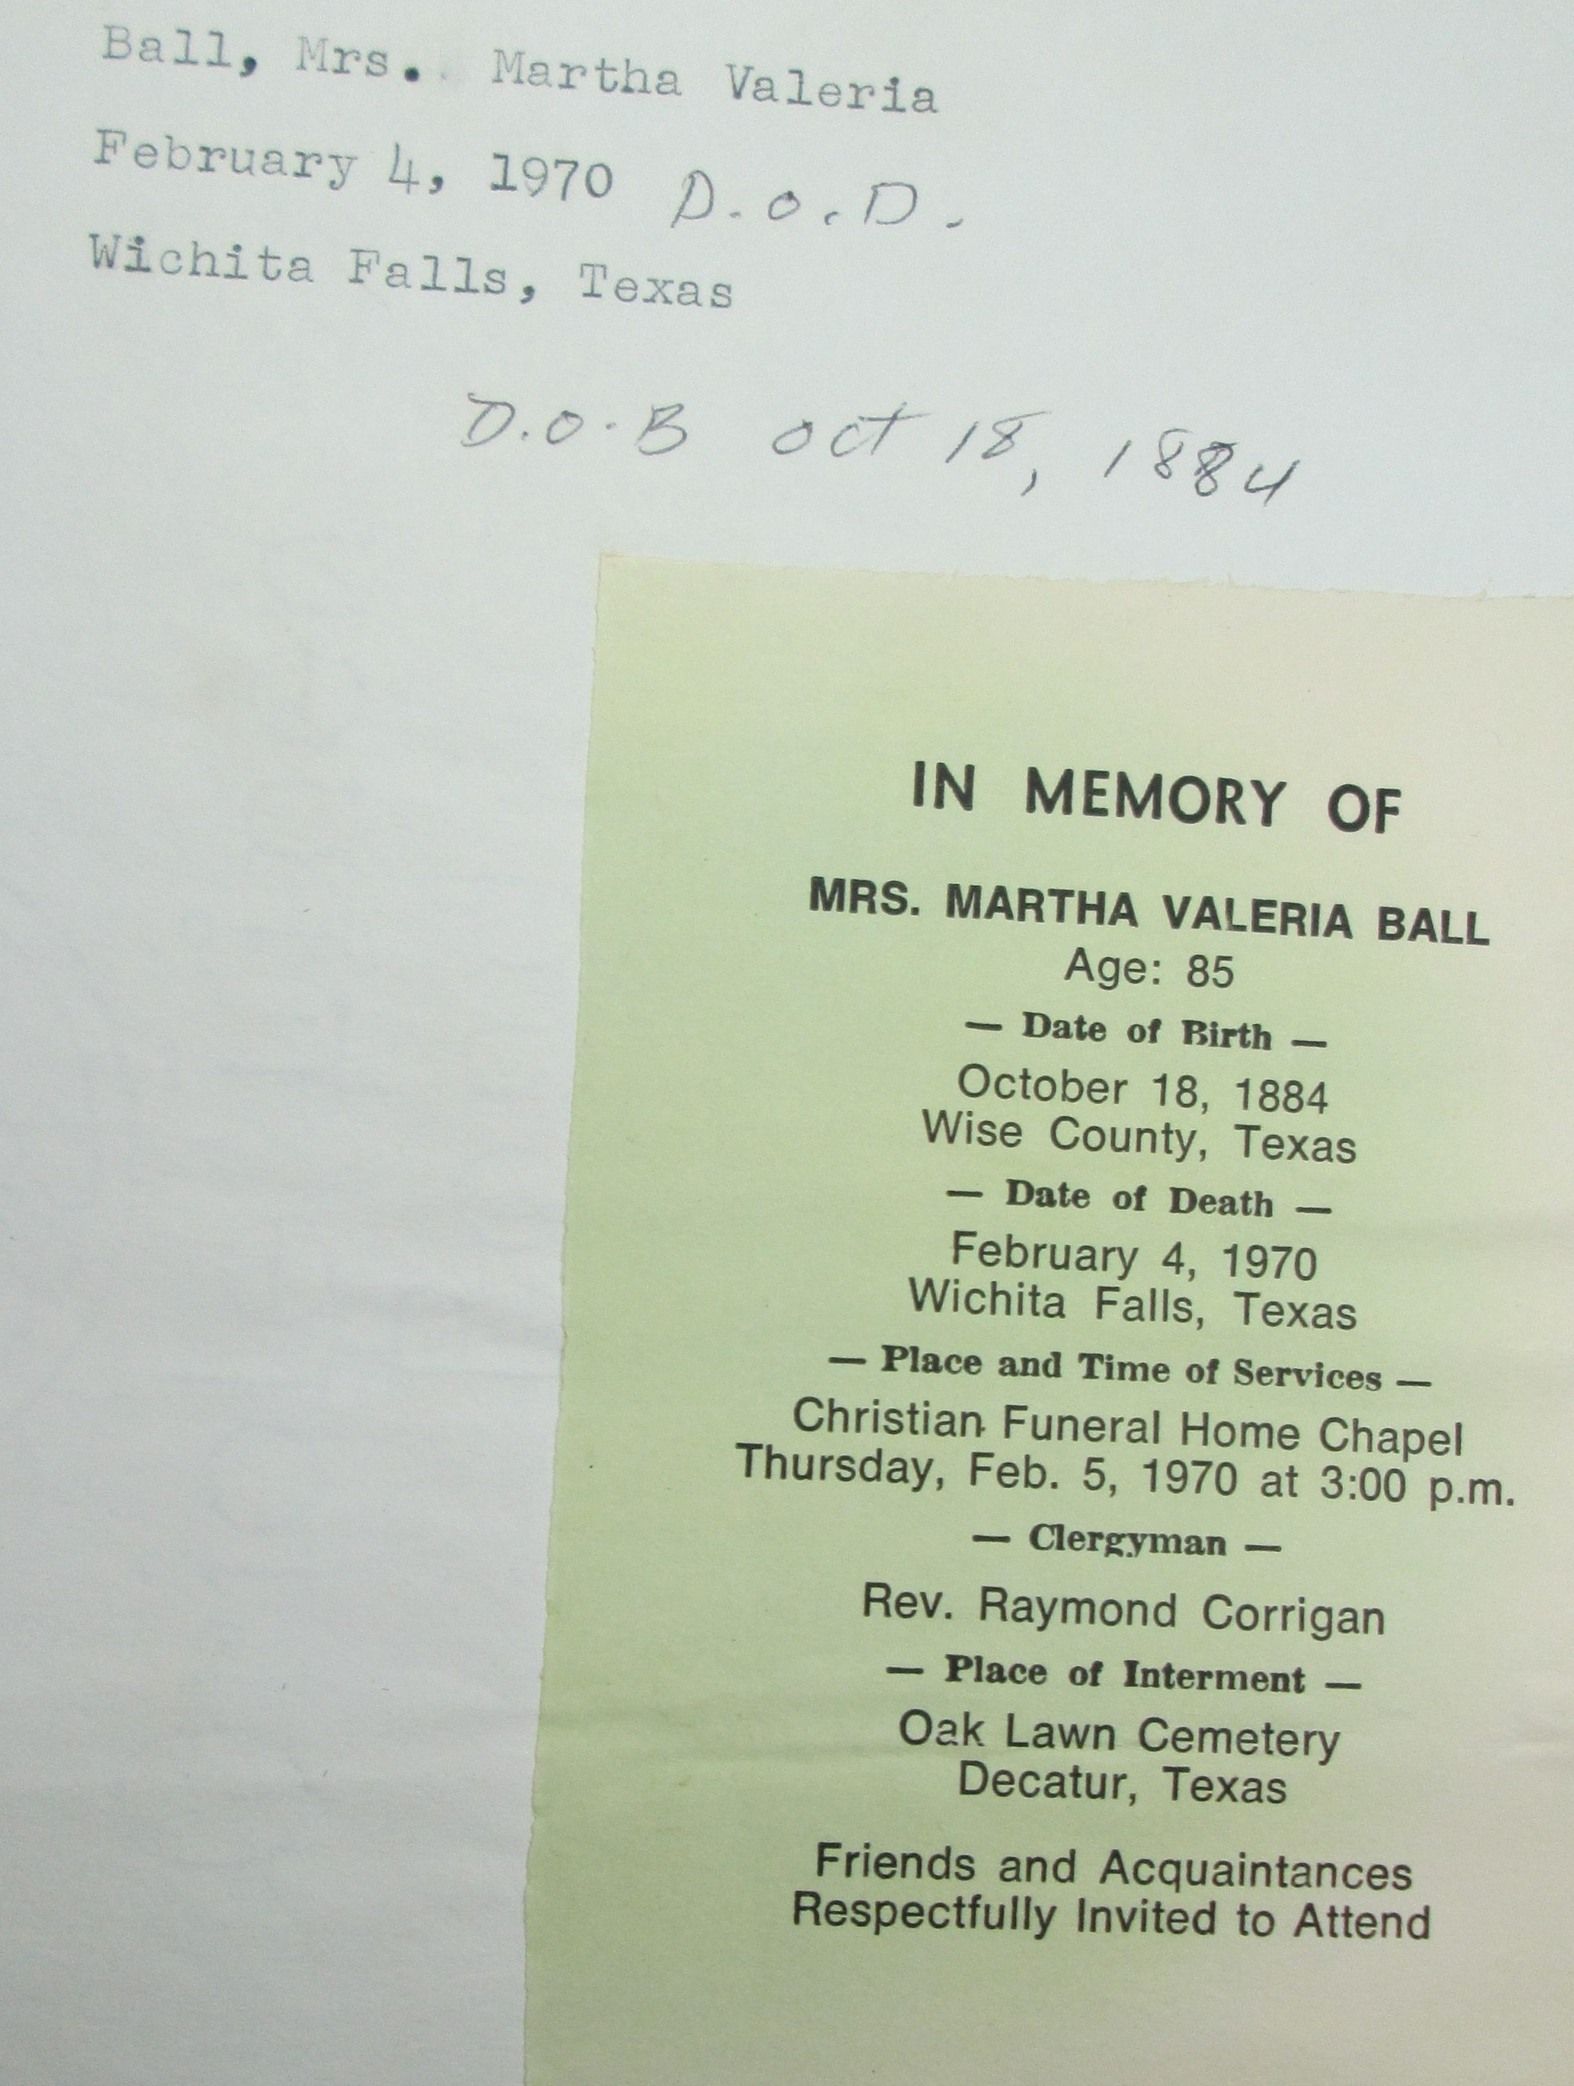 Ball, Mrs. Martha Valeria
February 4, 1970 D.O.D.
Wichita Falls, Texas
D.O.B oct 18, 1884
IN MEMORY OF
MRS. MARTHA VALERIA BALL
Age: 85
— Date of Birth —
October 18, 1884
Wise County, Texas
— Date of Death —
February 4, 1970
Wichita Falls, Texas
— Place and Time of Services —
Christian Funeral Home Chapel
Thursday, Feb. 5, 1970 at 3:00 p.m.
— Clergyman —
Rev. Raymond Corrigan
— Place of Interment —
Oak Lawn Cemetery
Decatur, Texas
Friends and Acquaintances
Respectfully Invited to Attend